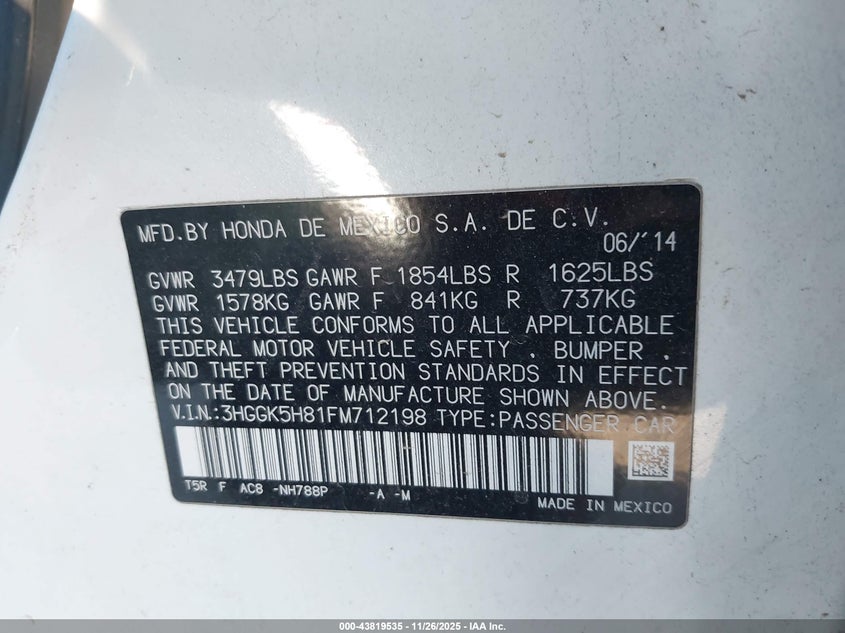 MFD.BY HONDA DE MEXICO S.A. DE C.V.
06/'14
GVWR 3479LBS GAWR F 1854LBS R 1625LBS
GVWR 1578KG GAWR F 841KG R 737KG
THIS VEHICLE CONFORMS TO ALL APPLICABLE
FEDERAL MOTOR VEHICLE SAFETY , BUMPER ,
AND THEFT PREVENTION STANDARDS IN EFFECT
ON THE DATE OF MANUFACTURE SHOWN ABOVE.
V.I.N.:3HGGK5H81FM712198 TYPE:PASSENGER CAR
T5R F AC8 -NH788P -A -M
MADE IN MEXICO
000-43819535 - 11/26/2025 - IAA Inc.